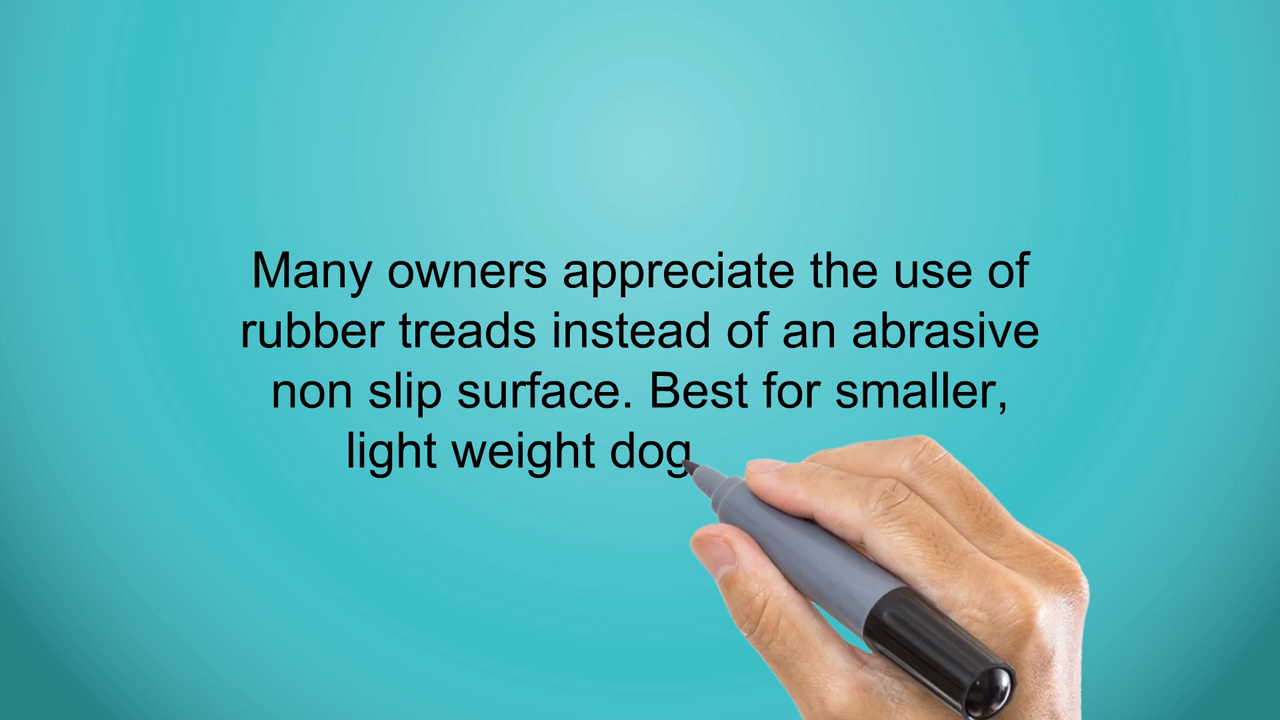 Many owners appreciate the use of
rubber treads instead of an abrasive
non slip surface. Best for smaller,
light weight dog